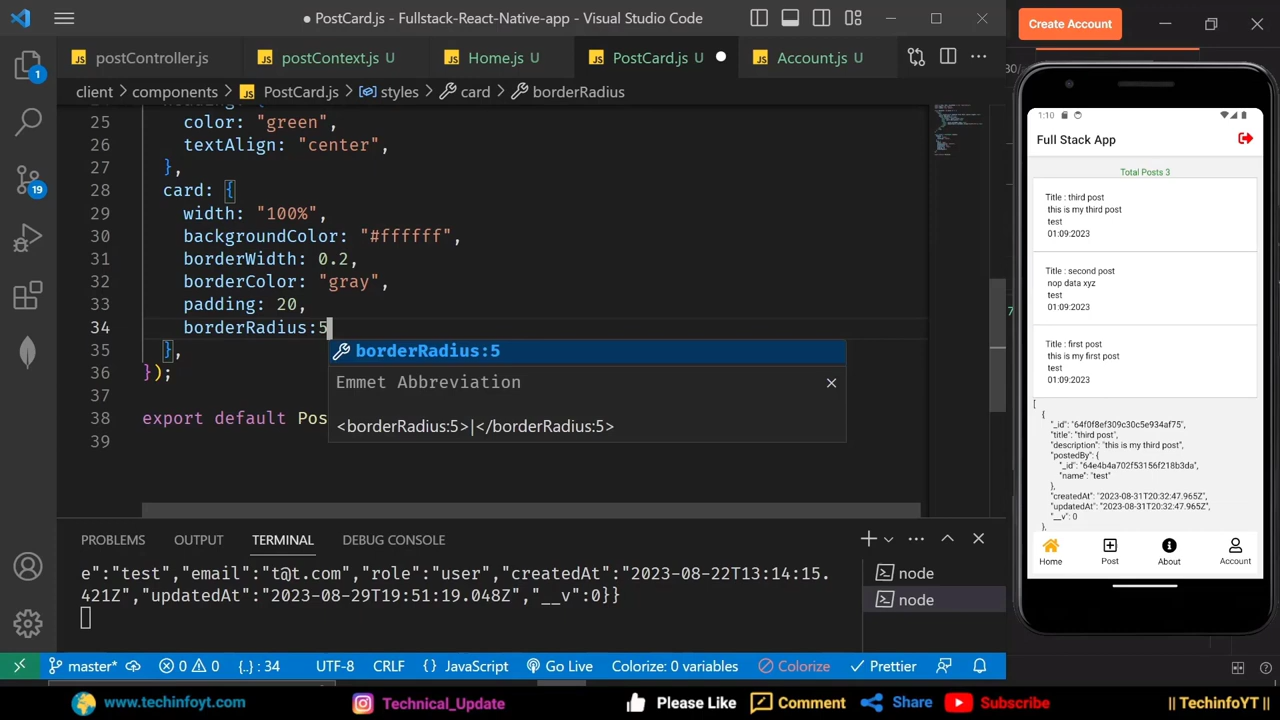 PostCard.js - Fullstack-React-Native-app - Visual Studio Code
Create Account
postController.js
postContext.js U
Home.js U
PostCard.js U
Account.js U
client > components > PostCard.js > styles > card > borderRadius
1
19
25 color: "green",
26 textAlign: "center",
27 },
28 card: {
29 width: "100%",
30 backgroundColor: "#ffffff",
31 borderWidth: 0.2,
32 borderColor: "gray",
33 padding: 20,
34 borderRadius:5
35 },
36 });
37
38 export default Pos
39
borderRadius:5
Emmet Abbreviation
<borderRadius:5>|</borderRadius:5>
PROBLEMS
OUTPUT
TERMINAL
DEBUG CONSOLE
e":"test","email":"t@t.com","role":"user","createdAt":"2023-08-22T13:14:15.
421Z","updatedAt":"2023-08-29T19:51:19.048Z","__v":0}}
node
node
master*
0 0
{..} : 34
UTF-8
CRLF
{ } JavaScript
Go Live
Colorize: 0 variables
Colorize
Prettier
1:10
Full Stack App
Total Posts 3
Title : third post
this is my third post
test
01:09:2023
Title : second post
nop data xyz
test
01:09:2023
Title : first post
this is my first post
test
01:09:2023
[
{
"_id": "64f0f8ef309c30c5e934af75",
"title": "third post",
"description": "this is my third post",
"postedBy": {
"_id": "64e4b4a702f53156f218b3da",
"name": "test"
},
"createdAt": "2023-08-31T20:32:47.965Z",
"updatedAt": "2023-08-31T20:32:47.965Z",
"__v": 0
},
Home
Post
About
Account
www.techinfoyt.com
Technical_Update
Please Like
Comment
Share
Subscribe
|| TechinfoYT ||